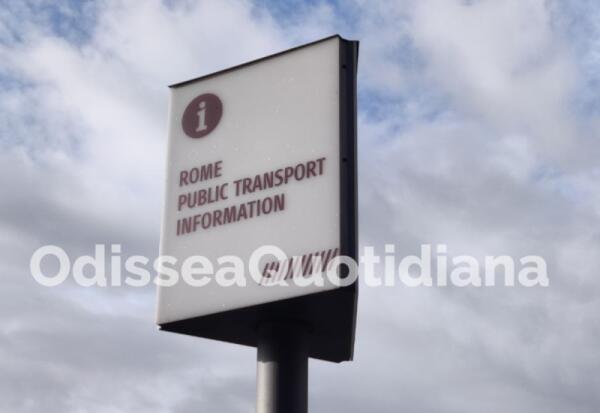 i
ROME
PUBLIC TRANSPORT
INFORMATION
OdisseaQuotidiana